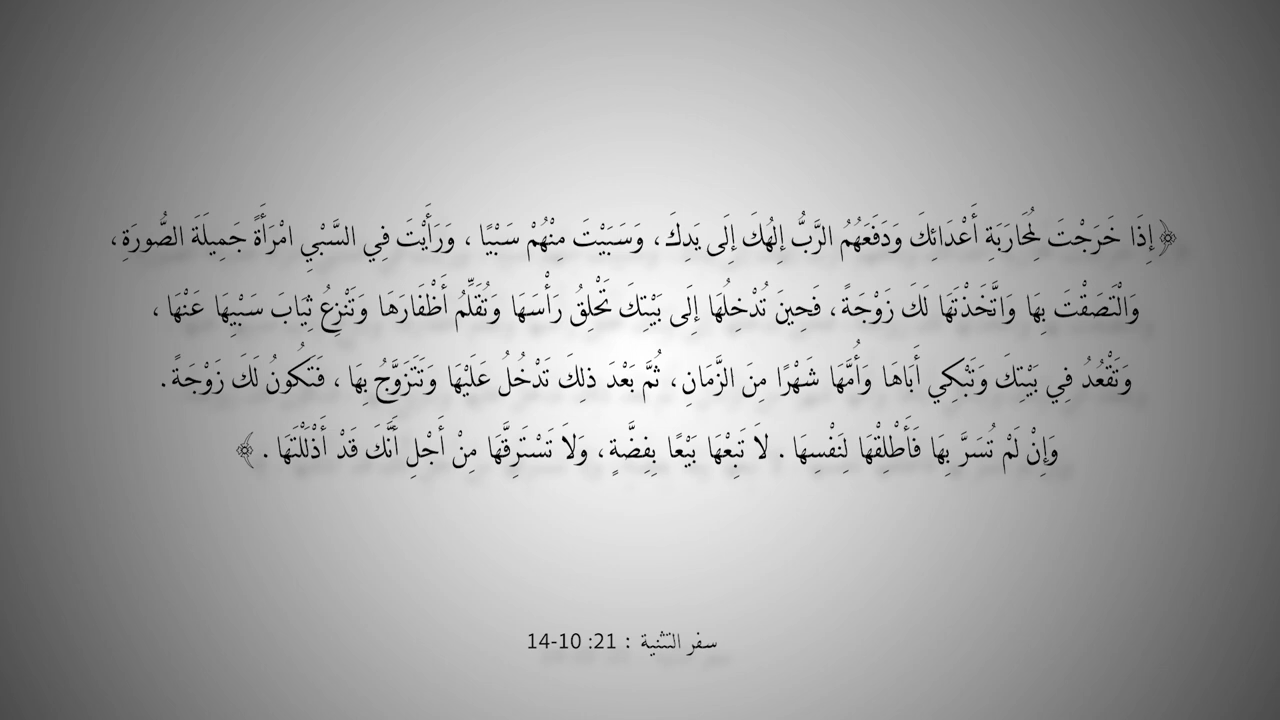 ﴿إِذَا خَرَجْتَ لِمُحَارَبَةِ أَعْدَائِكَ وَدَفَعَهُمُ الرَّبُّ إِلهُكَ إِلَى يَدِكَ، وَسَبَيْتَ مِنْهُمْ سَبْيًا ، وَرَأَيْتَ فِي السَّبْيِ امْرَأَةً جَمِيلَةَ الصُّورَةِ،
وَالْتَصَقْتَ بِهَا وَاتَّخَذْتَهَا لَكَ زَوْجَةً، فَحِينَ تُدْخِلُهَا إِلَى بَيْتِكَ تَحْلِقُ رَأْسَهَا وَتُقَلِّمُ أَظْفَارَهَا وَتَنْزِعُ ثِيَابَ سَبْيِهَا عَنْهَا ،
وَتَقْعُدُ فِي بَيْتِكَ وَتَبْكِي أَبَاهَا وَأُمَّهَا شَهْرًا مِنَ الزَّمَانِ، ثُمَّ بَعْدَ ذلِكَ تَدْخُلُ عَلَيْهَا وَتَتَزَوَّجُ بِهَا ، فَتَكُونُ لَكَ زَوْجَةً.
وَإِنْ لَمْ تُسَرَّ بِهَا فَأَطْلِقْهَا لِنَفْسِهَا . لاَ تَبِعْهَا بَيْعًا بِفِضَّةٍ، وَلاَ تَسْتَرِقَّهَا مِنْ أَجْلِ أَنَّكَ قَدْ أَذْلَلْتَهَا .﴾
سفر التثنية : 21: 10-14